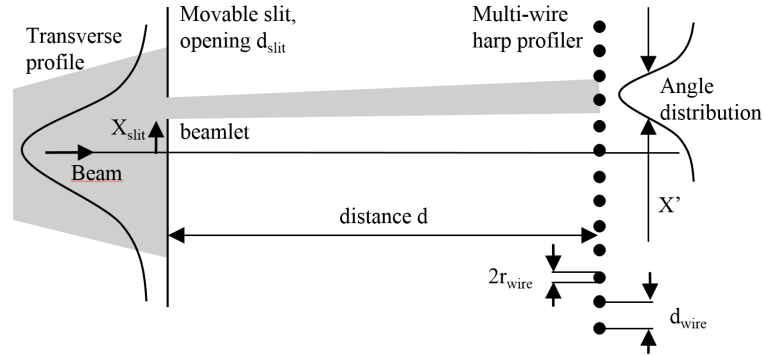 Transverse
profile
Movable slit,
opening dslit
Multi-wire
harp profiler
Angle
distribution
Xslit
beamlet
Beam
X’
distance d
2rwire
dwire